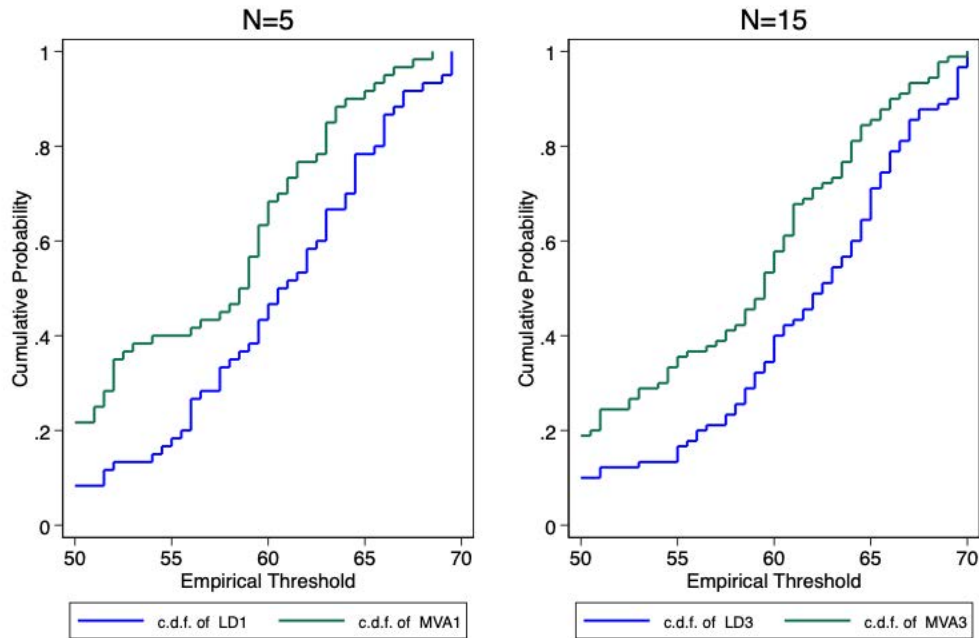 N=5
Cumulative Probability
1
.8
.6
.4
.2
0
50 55 60 65 70
Empirical Threshold
c.d.f. of LD1 c.d.f. of MVA1
N=15
Cumulative Probability
1
.8
.6
.4
.2
0
50 55 60 65 70
Empirical Threshold
c.d.f. of LD3 c.d.f. of MVA3